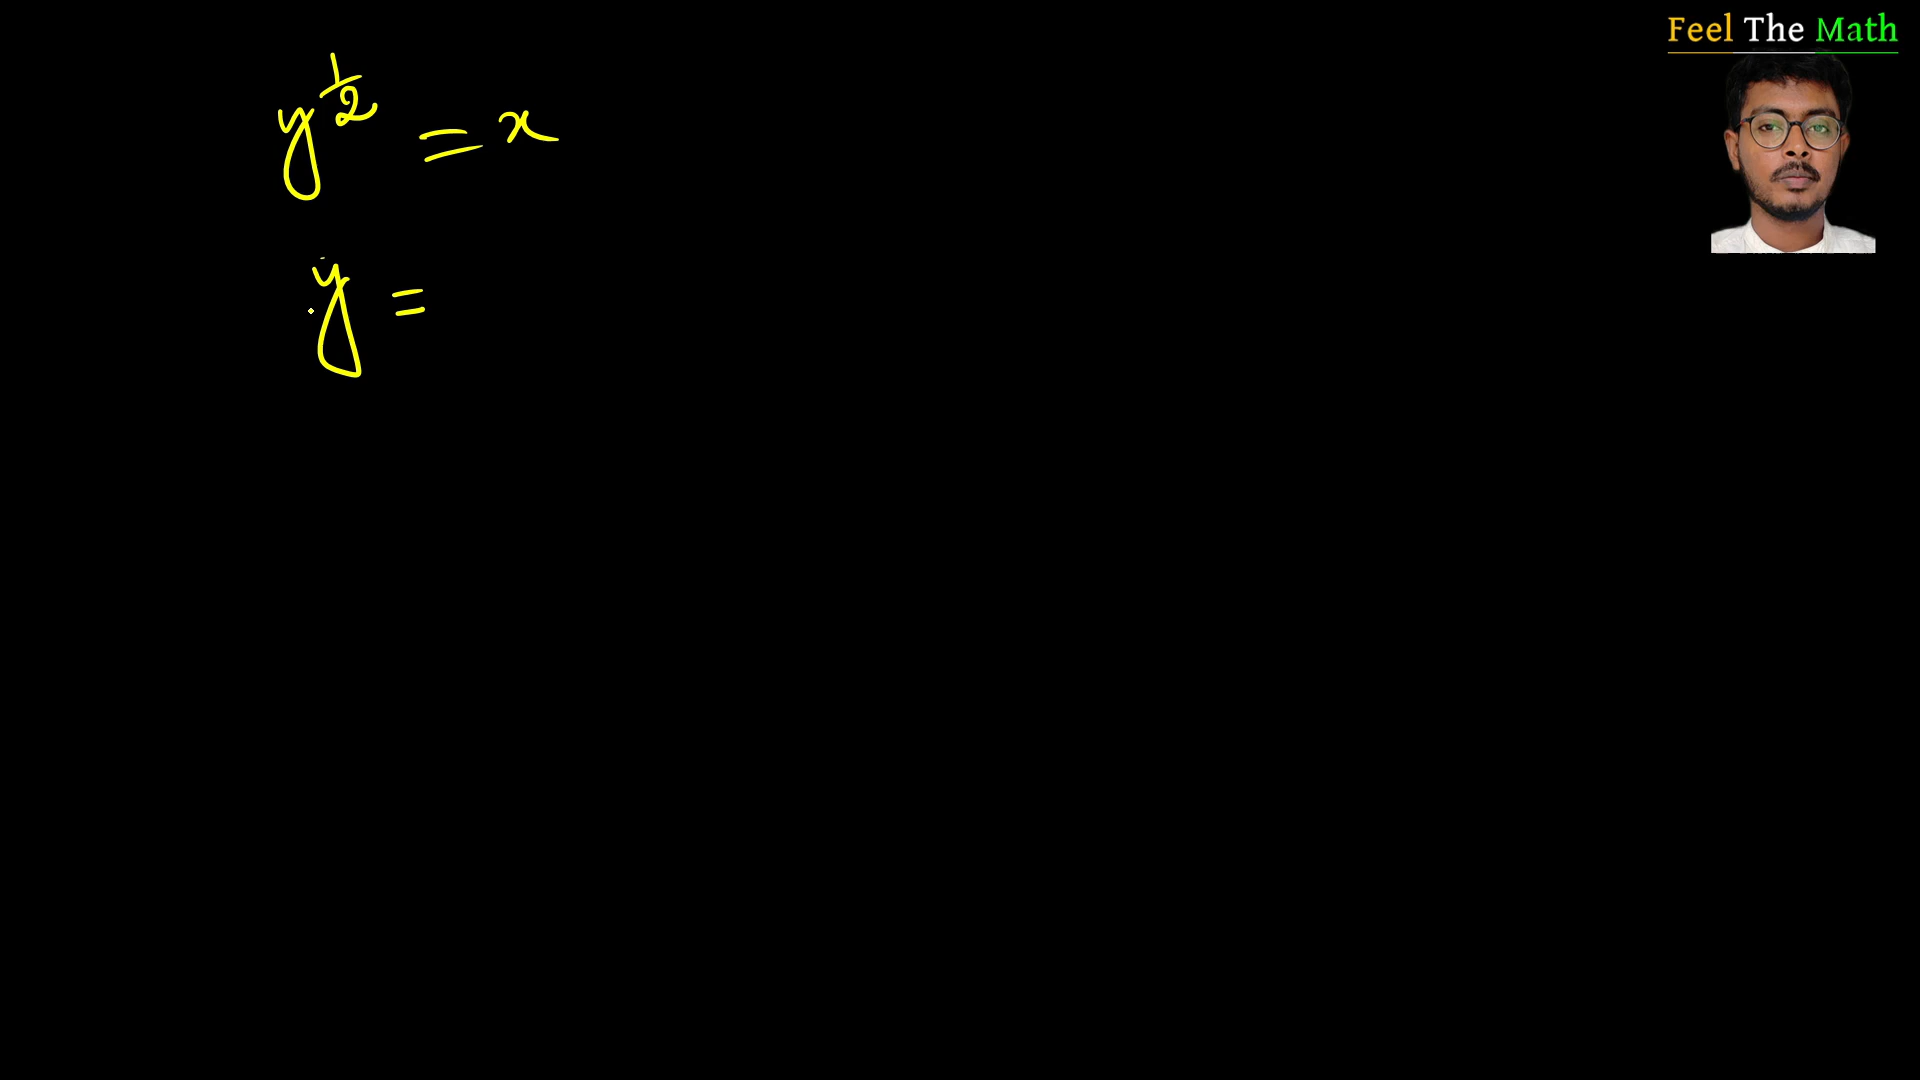 Feel The Math
y^{1/2} = x
y =